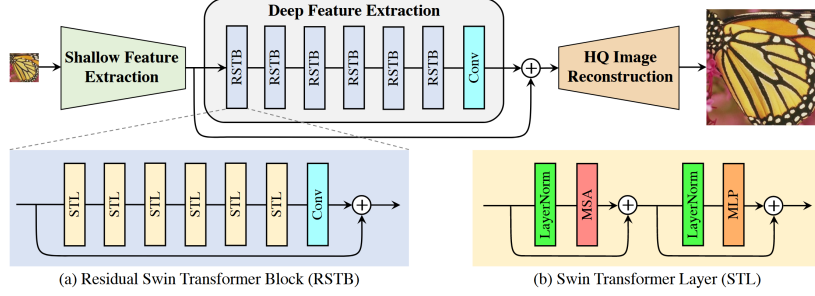 Deep Feature Extraction
Shallow Feature
Extraction
RSTB
RSTB
RSTB
RSTB
RSTB
RSTB
Conv
+
HQ Image
Reconstruction
STL
STL
STL
STL
STL
STL
Conv
+
LayerNorm
MSA
+
LayerNorm
MLP
+
(a) Residual Swin Transformer Block (RSTB)
(b) Swin Transformer Layer (STL)